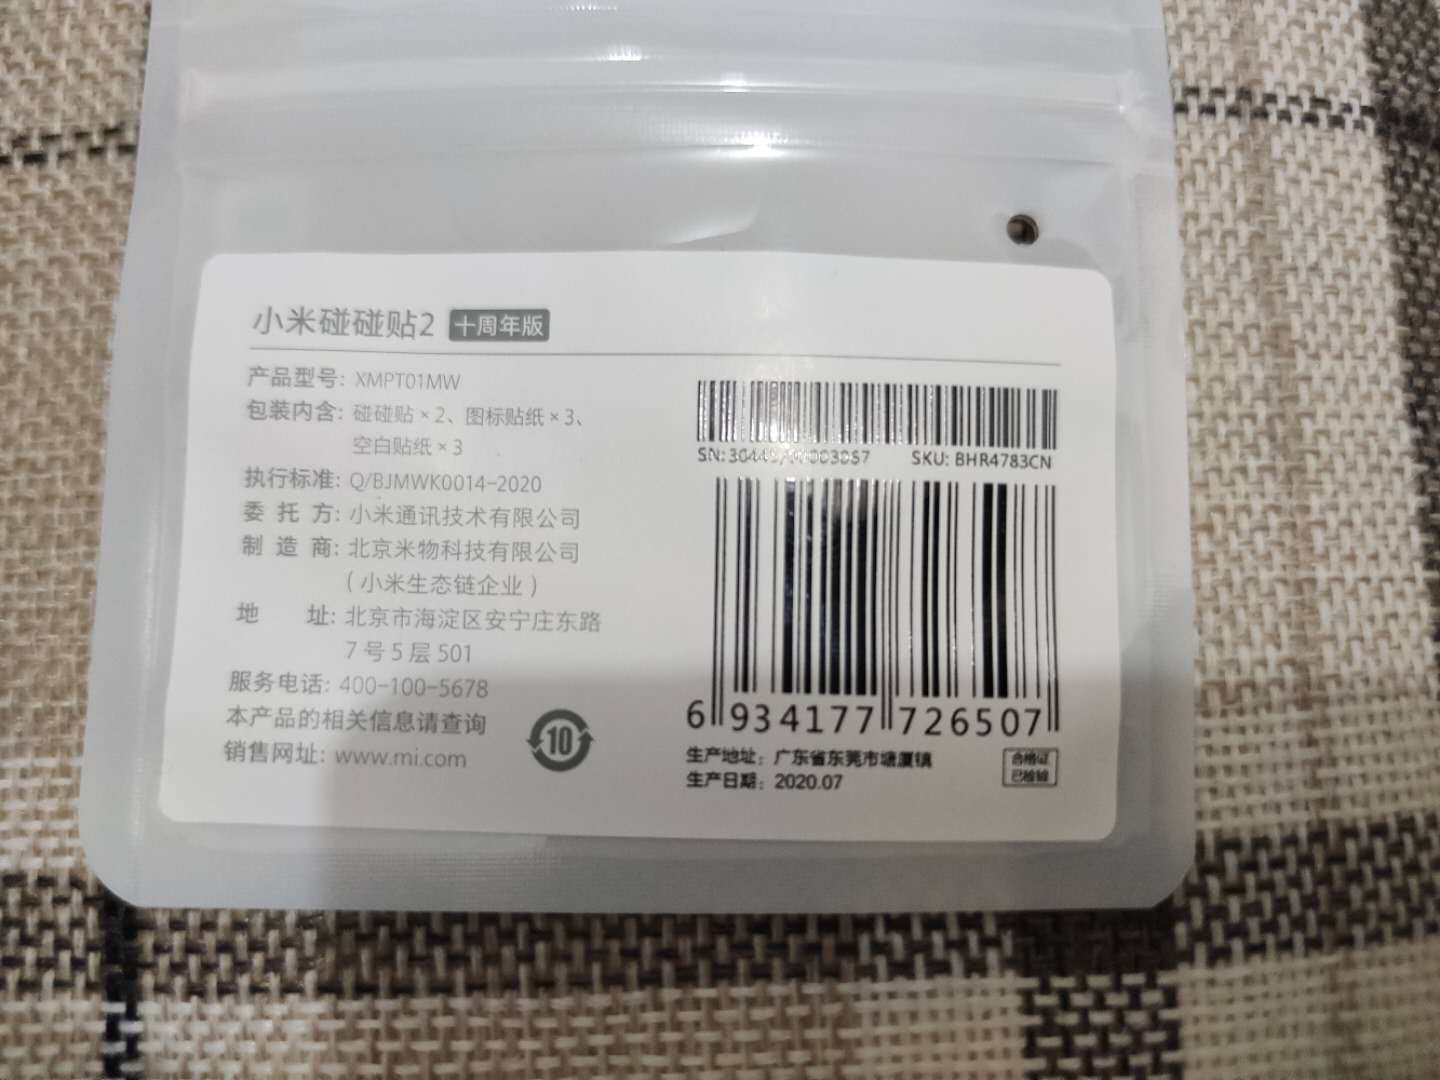 小米碰碰贴2 十周年版
产品型号: XMPT01MW
包装内含: 碰碰贴×2、图标贴纸×3、
空白贴纸×3
执行标准: Q/BJMWK0014-2020
委 托 方: 小米通讯技术有限公司
制 造 商: 北京米物科技有限公司
(小米生态链企业)
地 址: 北京市海淀区安宁庄东路
7号5层501
服务电话: 400-100-5678
本产品的相关信息请查询
销售网址: www.mi.com
10
SN: SKU: BHR4783CN
6 934177 726507
生产地址: 广东省东莞市塘厦镇
生产日期: 2020.07
合格证
已检验